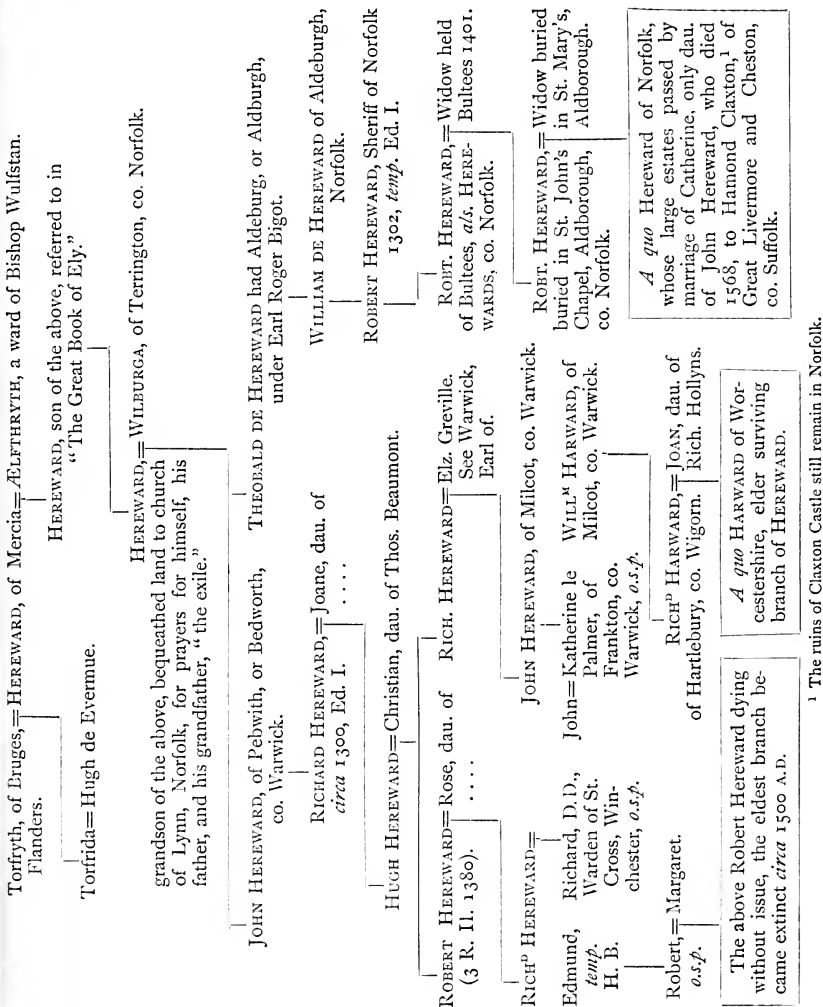 Torfryth, of Bruges,=HEREWARD, of Mercia=ÆLFTHRYTH, a ward of Bishop Wulfstan.
Flanders.
Torfrida=Hugh de Evermue.
HEREWARD, son of the above, referred to in
"The Great Book of Ely."
HEREWARD,=WILBURGA, of Terrington, co. Norfolk.
grandson of the above, bequeathed land to church
of Lynn, Norfolk, for prayers for himself, his
father, and his grandfather, "the exile."
JOHN HEREWARD, of Pebwith, or Bedworth,
co. Warwick.
THEOBALD DE HEREWARD had Aldeburg, or Aldburgh,
under Earl Roger Bigot.
RICHARD HEREWARD,=Joane, dau. of
circa 1300, Ed. I. . . . .
WILLIAM DE HEREWARD of Aldeburgh,
Norfolk.
HUGH HEREWARD=Christian, dau. of Thos. Beaumont.
ROBERT HEREWARD, Sheriff of Norfolk
1302, temp. Ed. I.
ROBERT HEREWARD=Rose, dau. of
(3 R. II. 1380). . . . .
RICH. HEREWARD=Elz. Greville.
See Warwick,
Earl of.
ROBT. HEREWARD,=Widow held
of Bultees, als. HERE- Bultees 1401.
WARDS, co. Norfolk.
RICHD HEREWARD=
JOHN HEREWARD, of Milcot, co. Warwick.
ROBT. HEREWARD,=Widow buried
buried in St. John's in St. Mary's,
Chapel, Aldborough, Aldborough.
co. Norfolk.
Edmund,
temp.
H. B.
Richard, D.D.,
Warden of St.
Cross, Win-
chester, o.s.p.
John=Katherine le
Palmer, of
Frankton, co.
Warwick, o.s.p.
WILLM HARWARD, of
Milcot, co. Warwick.
Robert,=Margaret.
o.s.p.
RICHD HARWARD,=JOAN, dau. of
of Hartlebury, co. Wigorn. Rich. Hollyns.
A quo Hereward of Norfolk,
whose large estates passed by
marriage of Catherine, only dau.
of John Hereward, who died
1568, to Hamond Claxton,1 of
Great Livermore and Cheston,
co. Suffolk.
The above Robert Hereward dying
without issue, the eldest branch be-
came extinct circa 1500 A.D.
A quo HARWARD of Wor-
cestershire, elder surviving
branch of HEREWARD.
1 The ruins of Claxton Castle still remain in Norfolk.